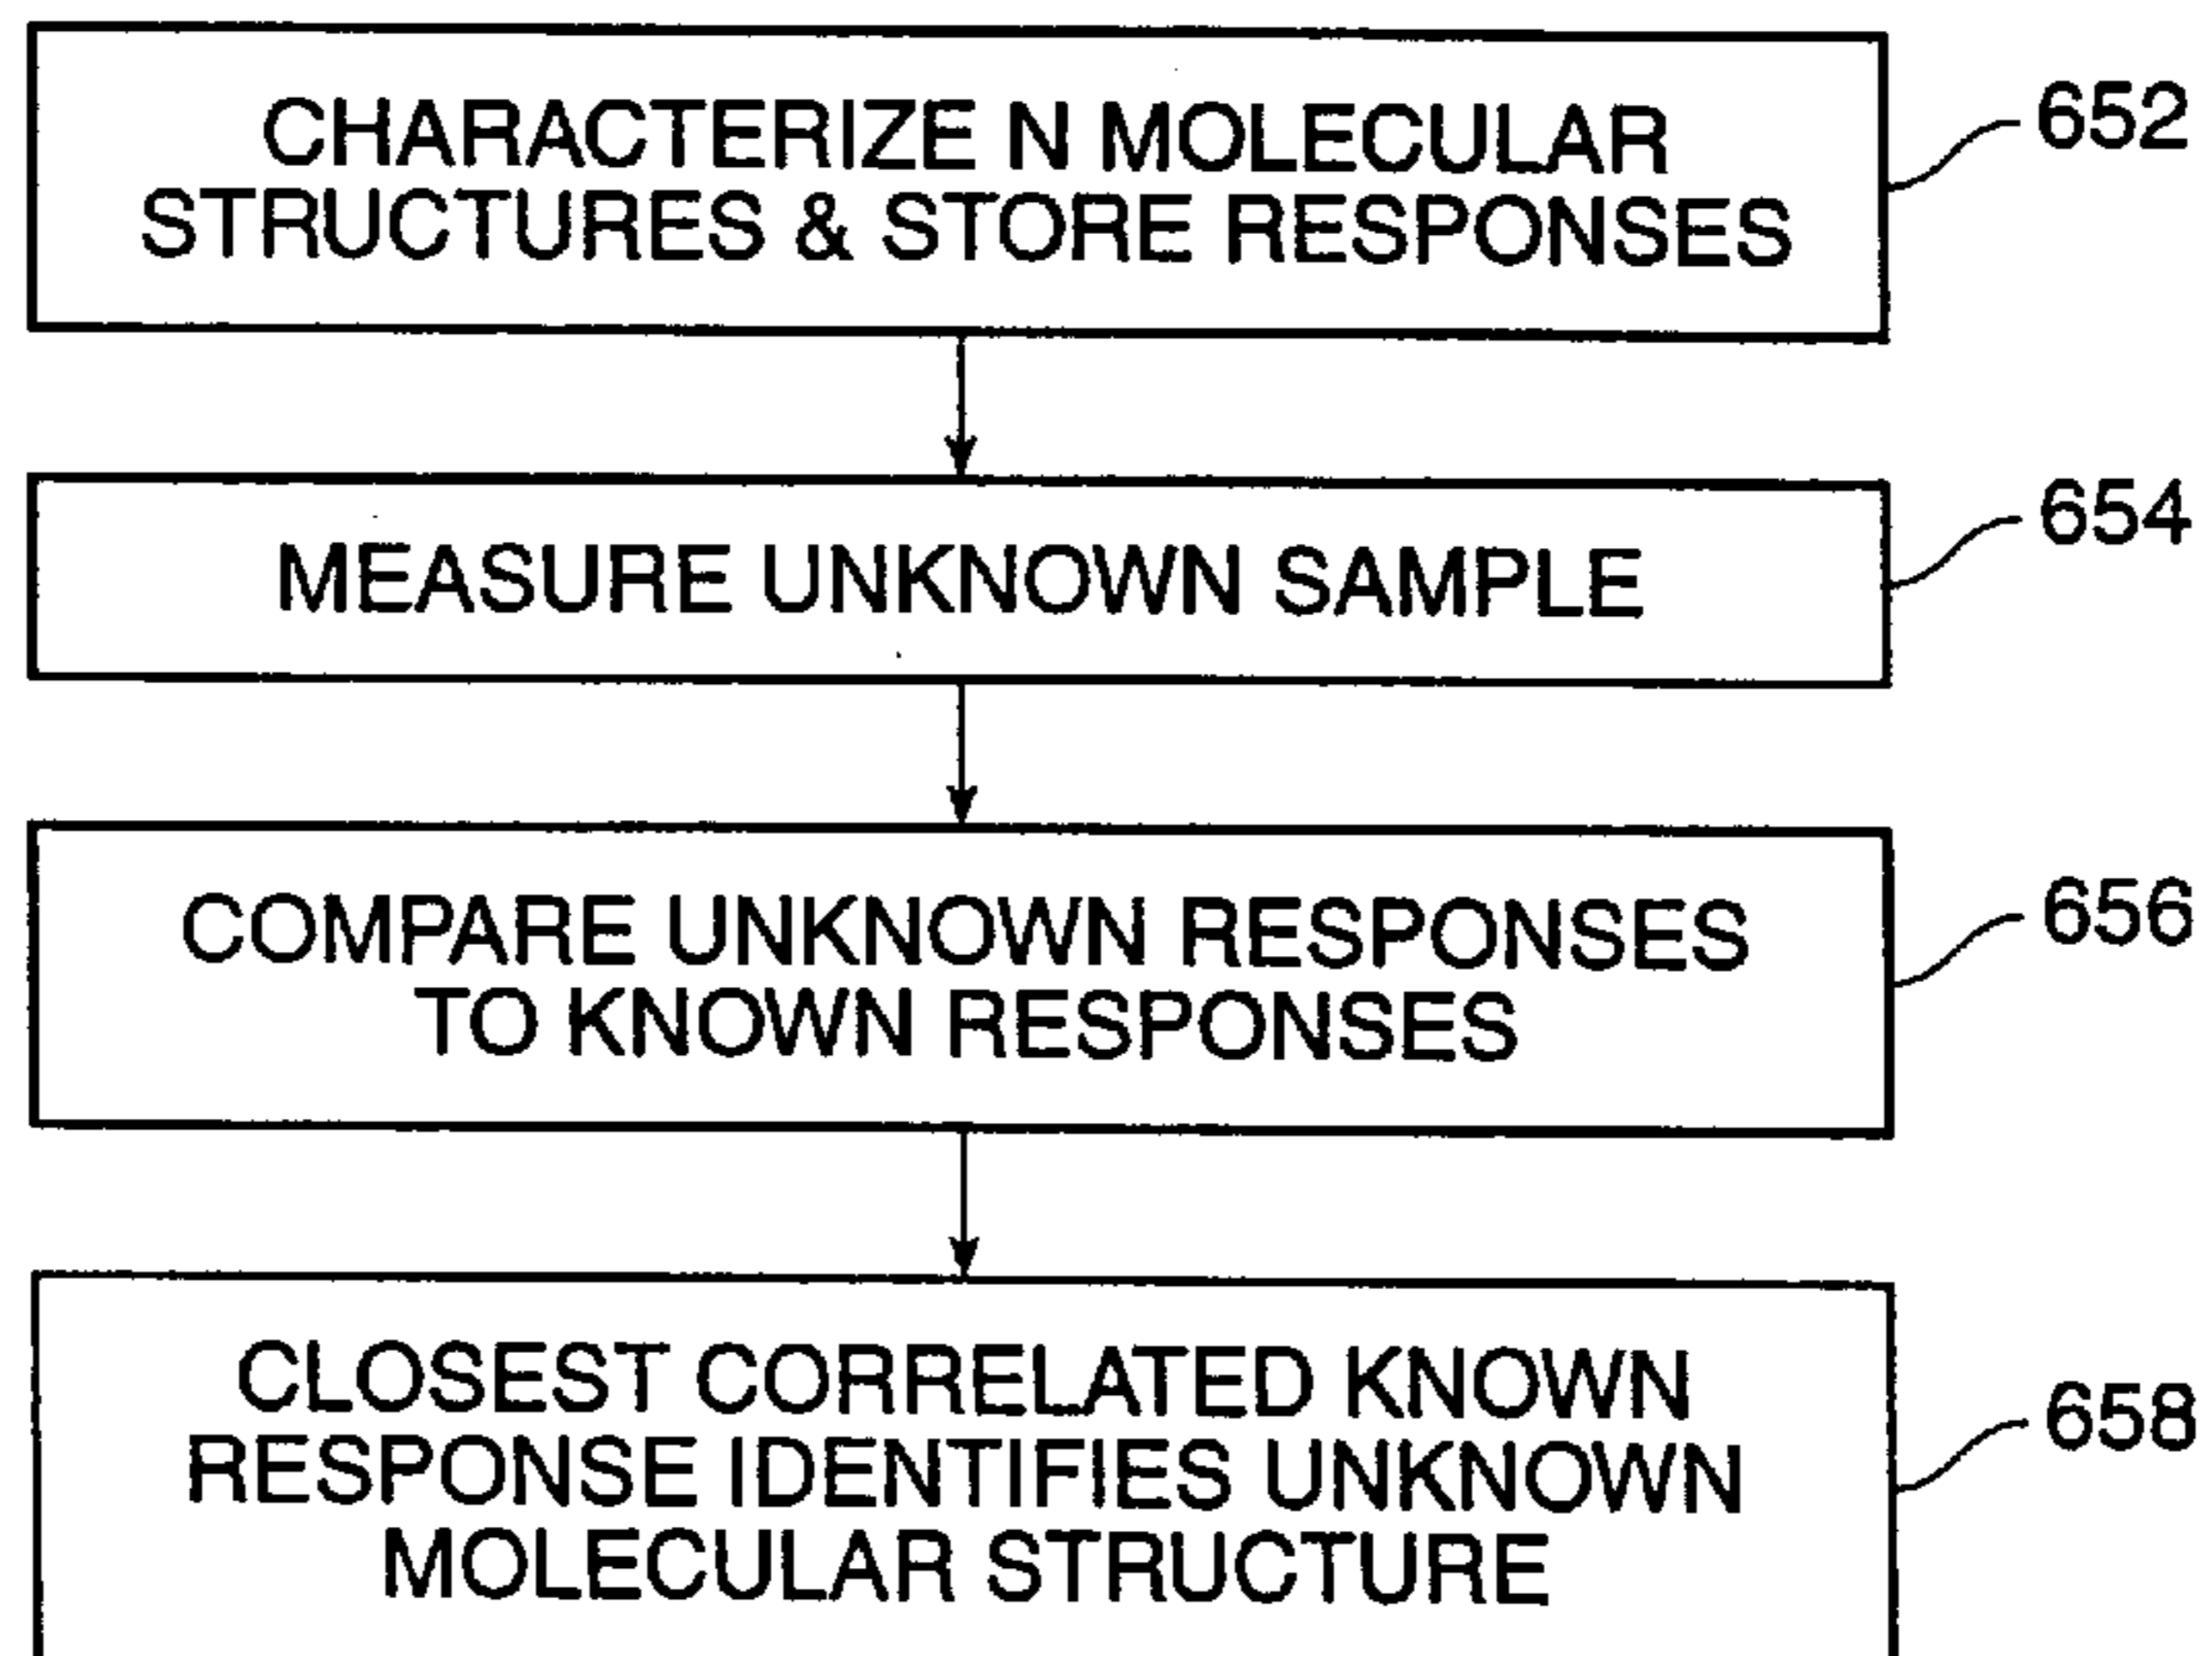 CHARACTERIZE N MOLECULAR
STRUCTURES & STORE RESPONSES
652
MEASURE UNKNOWN SAMPLE
654
COMPARE UNKNOWN RESPONSES
TO KNOWN RESPONSES
656
CLOSEST CORRELATED KNOWN
RESPONSE IDENTIFIES UNKNOWN
MOLECULAR STRUCTURE
658